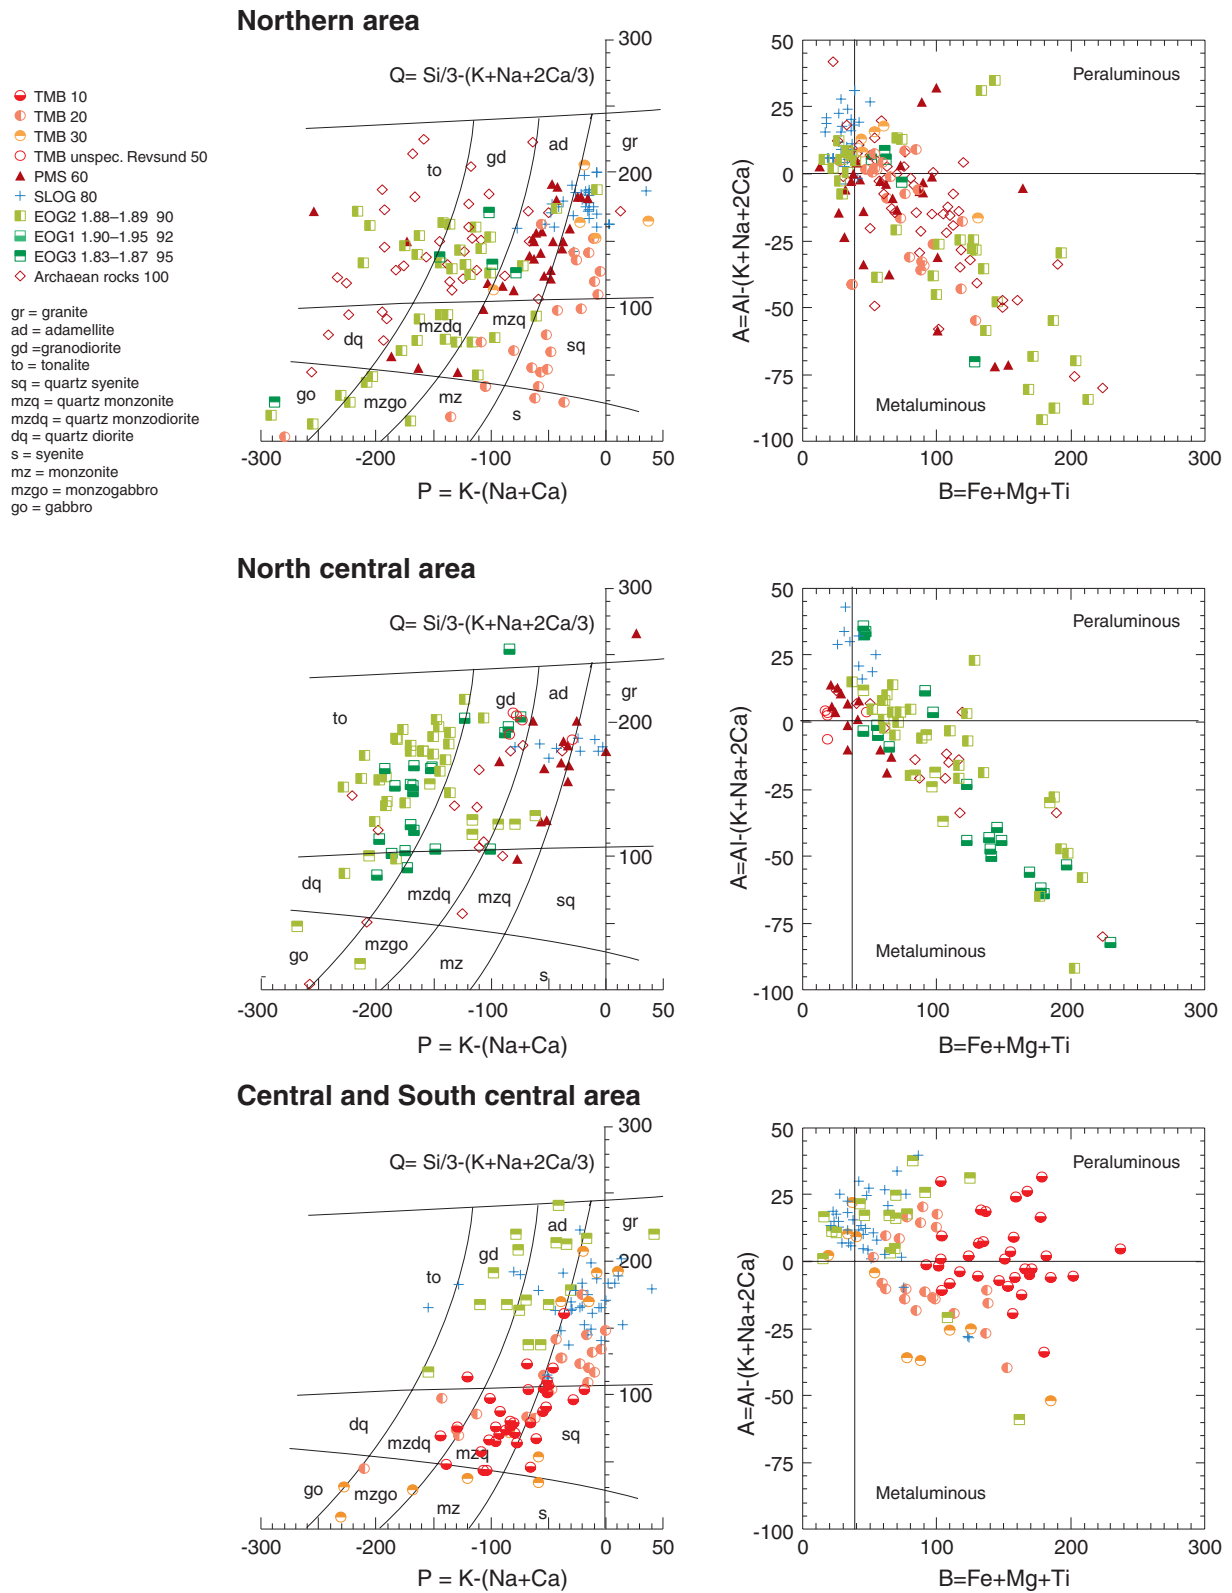 Northern area
TMB 10
TMB 20
TMB 30
TMB unspec. Revsund 50
PMS 60
SLOG 80
EOG2 1.88–1.89 90
EOG1 1.90–1.95 92
EOG3 1.83–1.87 95
Archaean rocks 100
gr = granite
ad = adamellite
gd =granodiorite
to = tonalite
sq = quartz syenite
mzq = quartz monzonite
mzdq = quartz monzodiorite
dq = quartz diorite
s = syenite
mz = monzonite
mzgo = monzogabbro
go = gabbro
300
Q= Si/3-(K+Na+2Ca/3)
to
gd
ad
gr
200
100
dq
mzdq
mzq
sq
go
mzgo
mz
s
-300
-200
-100
0
50
P = K-(Na+Ca)
50
25
0
-25
-50
-75
-100
A=Al-(K+Na+2Ca)
Peraluminous
Metaluminous
0
100
200
300
B=Fe+Mg+Ti
North central area
300
Q= Si/3-(K+Na+2Ca/3)
to
gd
ad
gr
200
100
dq
mzdq
mzq
sq
go
mzgo
mz
s
-300
-200
-100
0
50
P = K-(Na+Ca)
50
25
0
-25
-50
-75
-100
A=Al-(K+Na+2Ca)
Peraluminous
Metaluminous
0
100
200
300
B=Fe+Mg+Ti
Central and South central area
300
Q= Si/3-(K+Na+2Ca/3)
to
gd
ad
gr
200
100
dq
mzdq
mzq
sq
go
mzgo
mz
s
-300
-200
-100
0
50
P = K-(Na+Ca)
50
25
0
-25
-50
-75
-100
A=Al-(K+Na+2Ca)
Peraluminous
Metaluminous
0
100
200
300
B=Fe+Mg+Ti